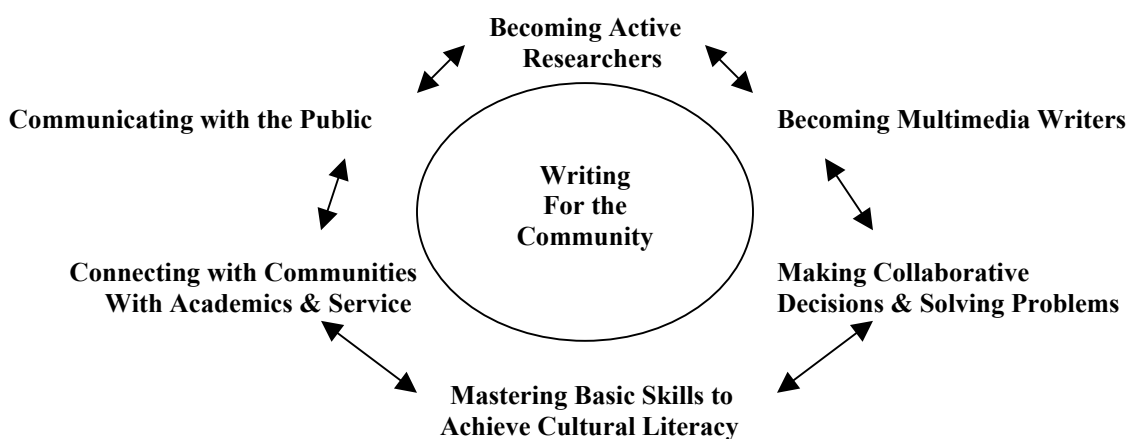 Becoming Active
Researchers
Communicating with the Public
Becoming Multimedia Writers
Writing
For the
Community
Connecting with Communities
With Academics & Service
Making Collaborative
Decisions & Solving Problems
Mastering Basic Skills to
Achieve Cultural Literacy